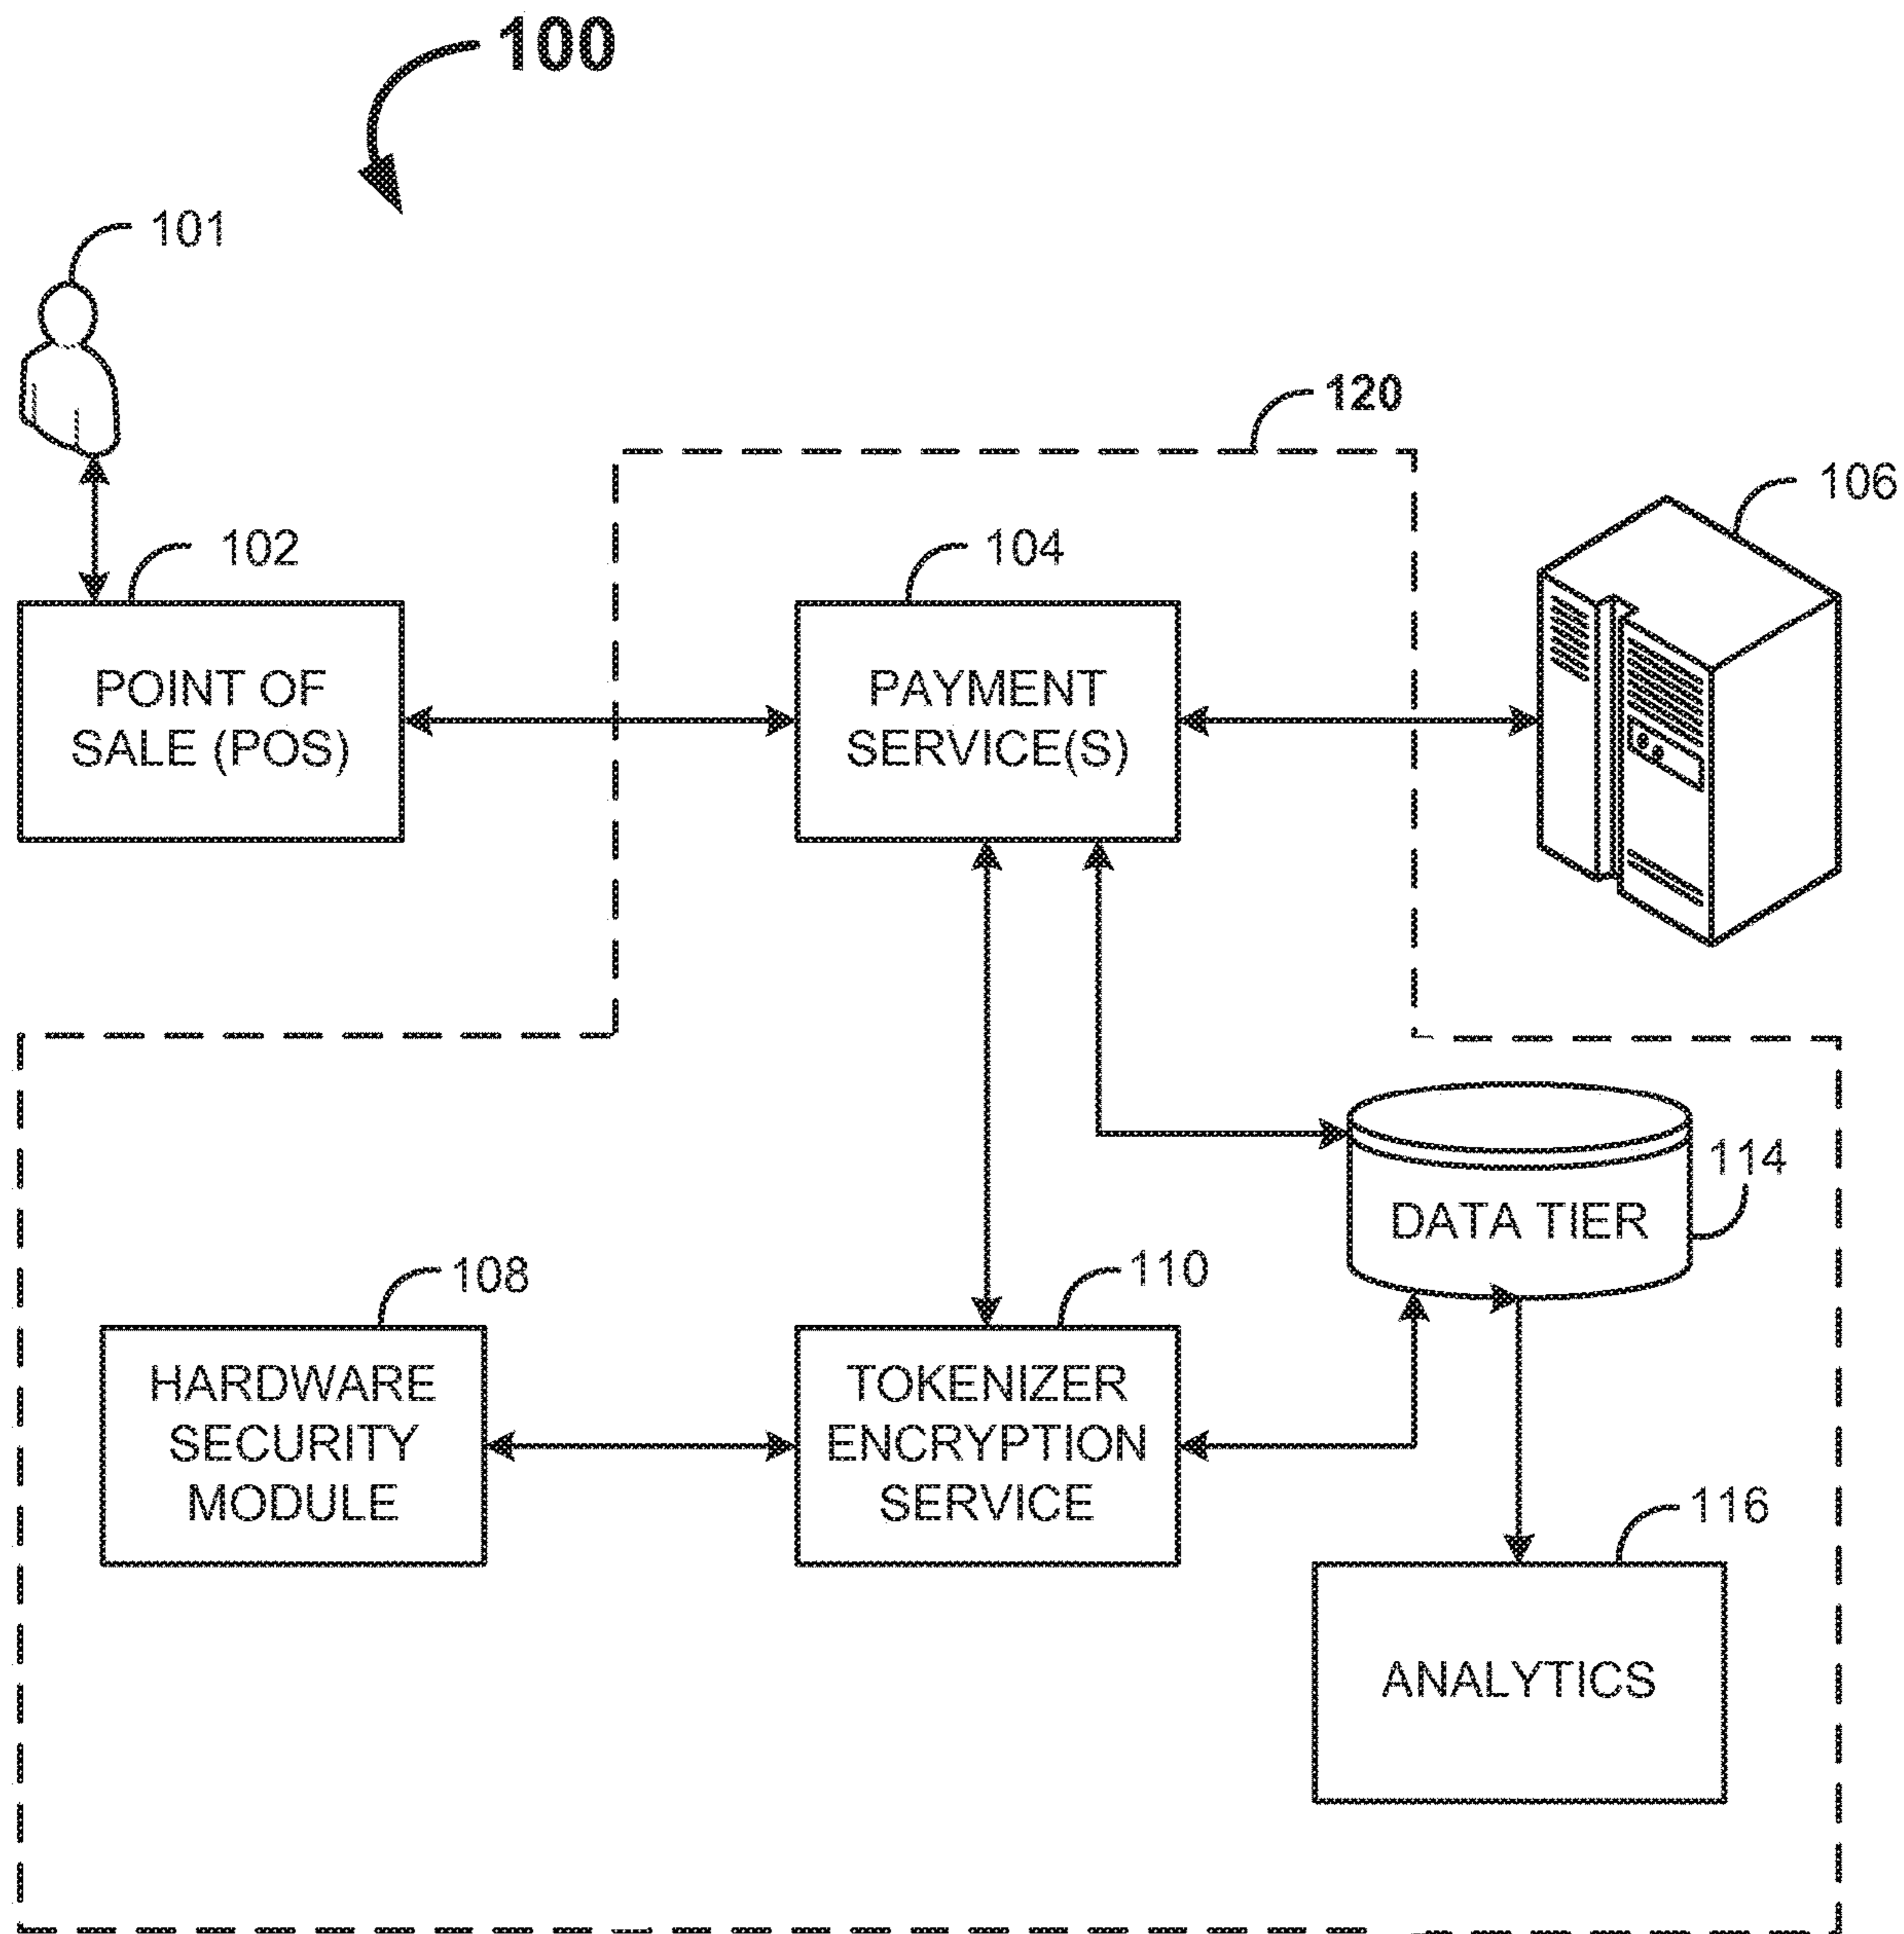 100
101
120
106
102
104
POINT OF
SALE (POS)
PAYMENT
SERVICE(S)
114
DATA TIER
108
110
HARDWARE
SECURITY
MODULE
TOKENIZER
ENCRYPTION
SERVICE
116
ANALYTICS